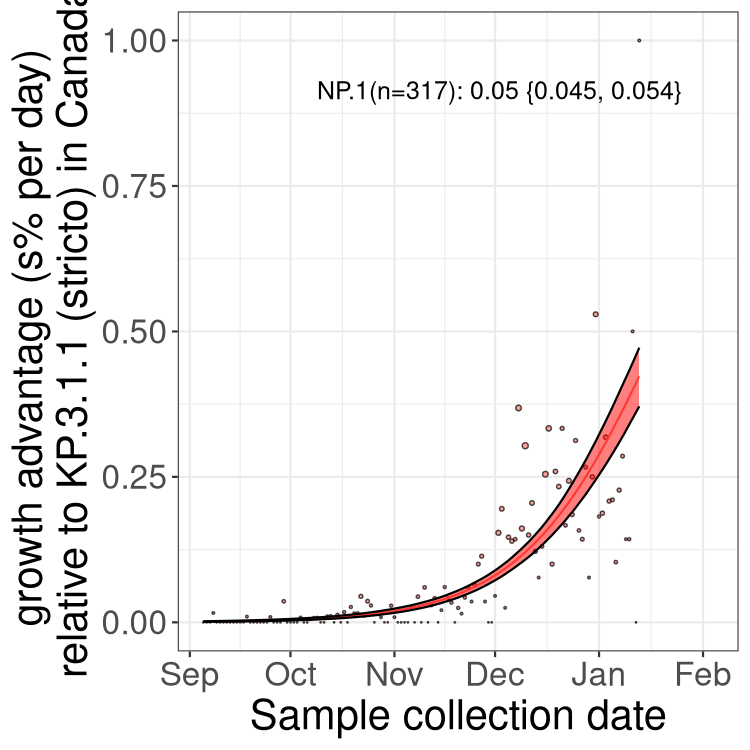 growth advantage (s% per day)
relative to KP.3.1.1 (stricto) in Canada
1.00
0.75
0.50
0.25
0.00
NP.1(n=317): 0.05 {0.045, 0.054}
Sep Oct Nov Dec Jan Feb
Sample collection date